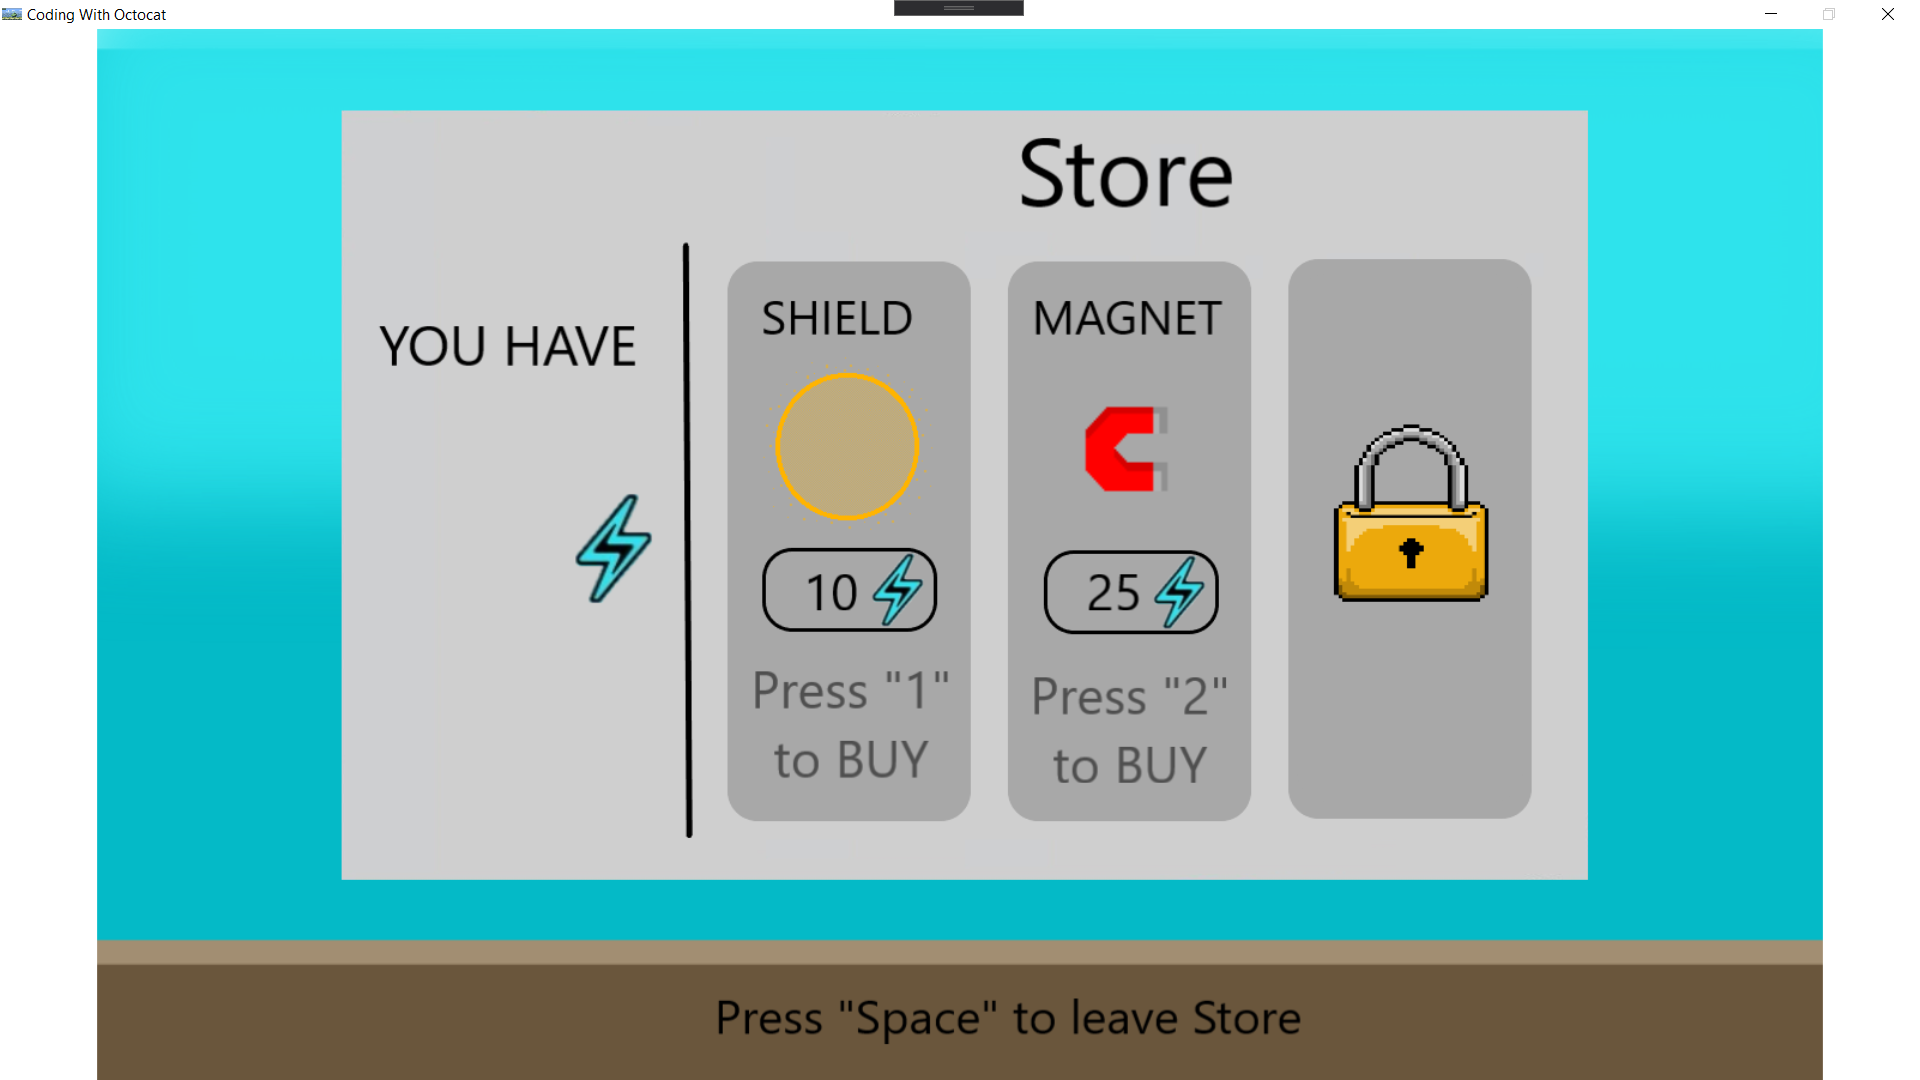 Coding With Octocat
Store
YOU HAVE
SHIELD
10
Press "1"
to BUY
MAGNET
25
Press "2"
to BUY
Press "Space" to leave Store